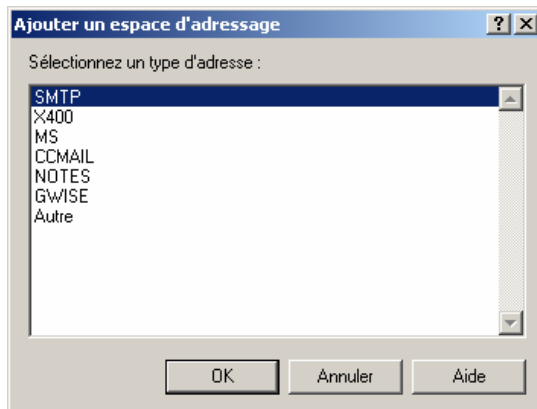 Ajouter un espace d'adressage
Sélectionnez un type d'adresse :
SMTP
X400
MS
CCMAIL
NOTES
GWISE
Autre
OK Annuler Aide